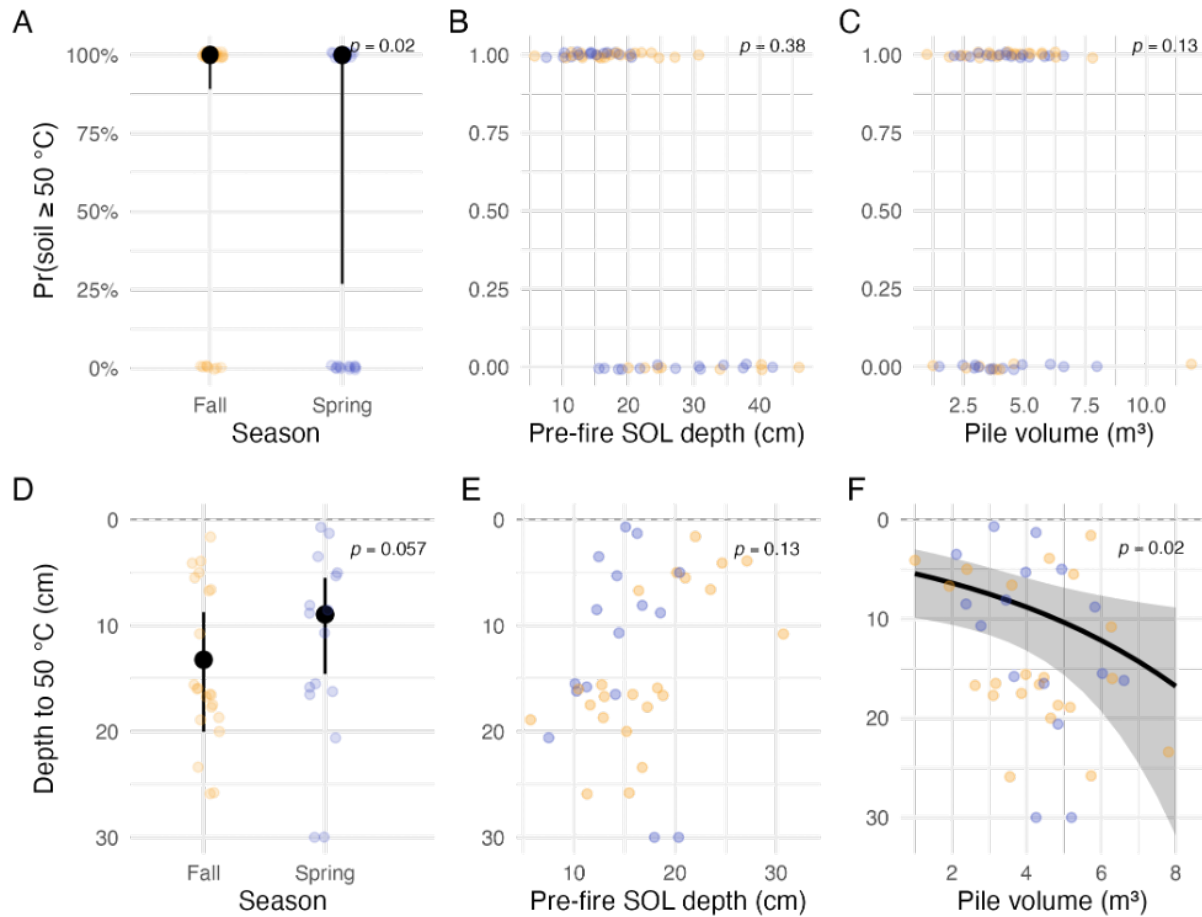 A
p = 0.02
100%
75%
50%
25%
0%
Pr(soil ≥ 50 °C)
Fall
Spring
Season
B
p = 0.38
1.00
0.75
0.50
0.25
0.00
10
20
30
40
Pre-fire SOL depth (cm)
C
p = 0.13
1.00
0.75
0.50
0.25
0.00
2.5
5.0
7.5
10.0
Pile volume (m³)
D
p = 0.057
0
10
20
30
Depth to 50 °C (cm)
Fall
Spring
Season
E
p = 0.13
0
10
20
30
10
20
30
Pre-fire SOL depth (cm)
F
p = 0.02
0
10
20
30
2
4
6
8
Pile volume (m³)